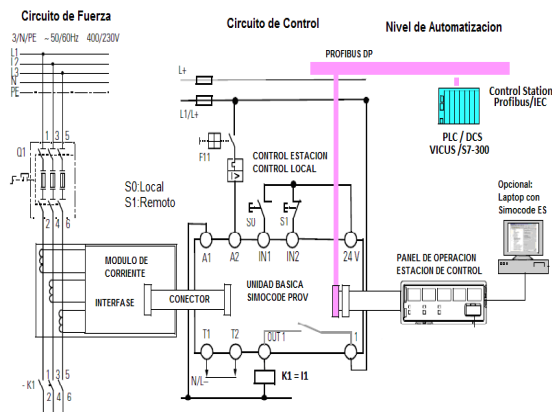 Circuito de Fuerza
Circuito de Control
Nivel de Automatizacion
3/N/PE ~ 50/60Hz 400/230V
L1
L2
L3
N
PE
PROFIBUS DP
L+
L1/L+
Control Station
Profibus/IEC
PLC / DCS
VICUS /S7-300
1 3 5
Q1
2 4 6
F11
CONTROL ESTACION
CONTROL LOCAL
S0:Local
S1:Remoto
S0
S1
Opcional:
Laptop con
Simocode ES
A1
A2
IN1
IN2
24 V
MODULO DE
CORRIENTE
INTERFASE
CONECTOR
UNIDAD BASICA
SIMOCODE PROV
PANEL DE OPERACION
ESTACION DE CONTROL
T1
T2
OUT1
1
N/L–
K1 = I1
- K1
1 3 5
2 4 6